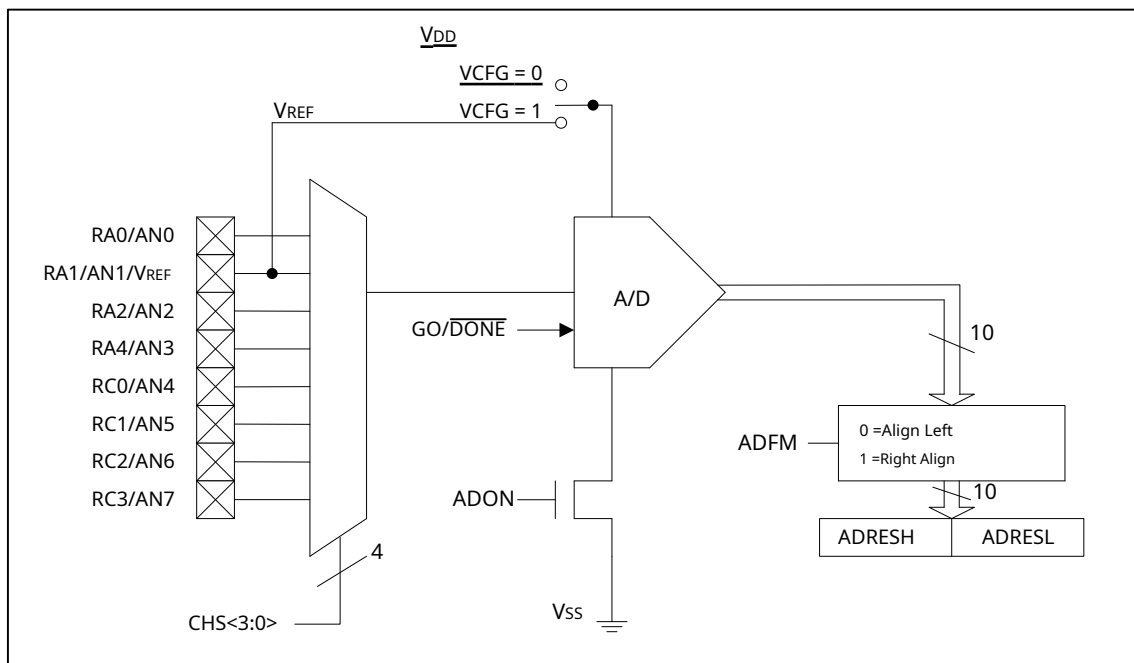 VDD
VCFG = 0
VREF
VCFG = 1
RA0/AN0
RA1/AN1/VREF
RA2/AN2
A/D
GO/DONE
10
RA4/AN3
RC0/AN4
RC1/AN5
0 =Align Left
ADFM
1 =Right Align
RC2/AN6
RC3/AN7
ADON
10
ADRESH
ADRESL
4
CHS<3:0>
VSS